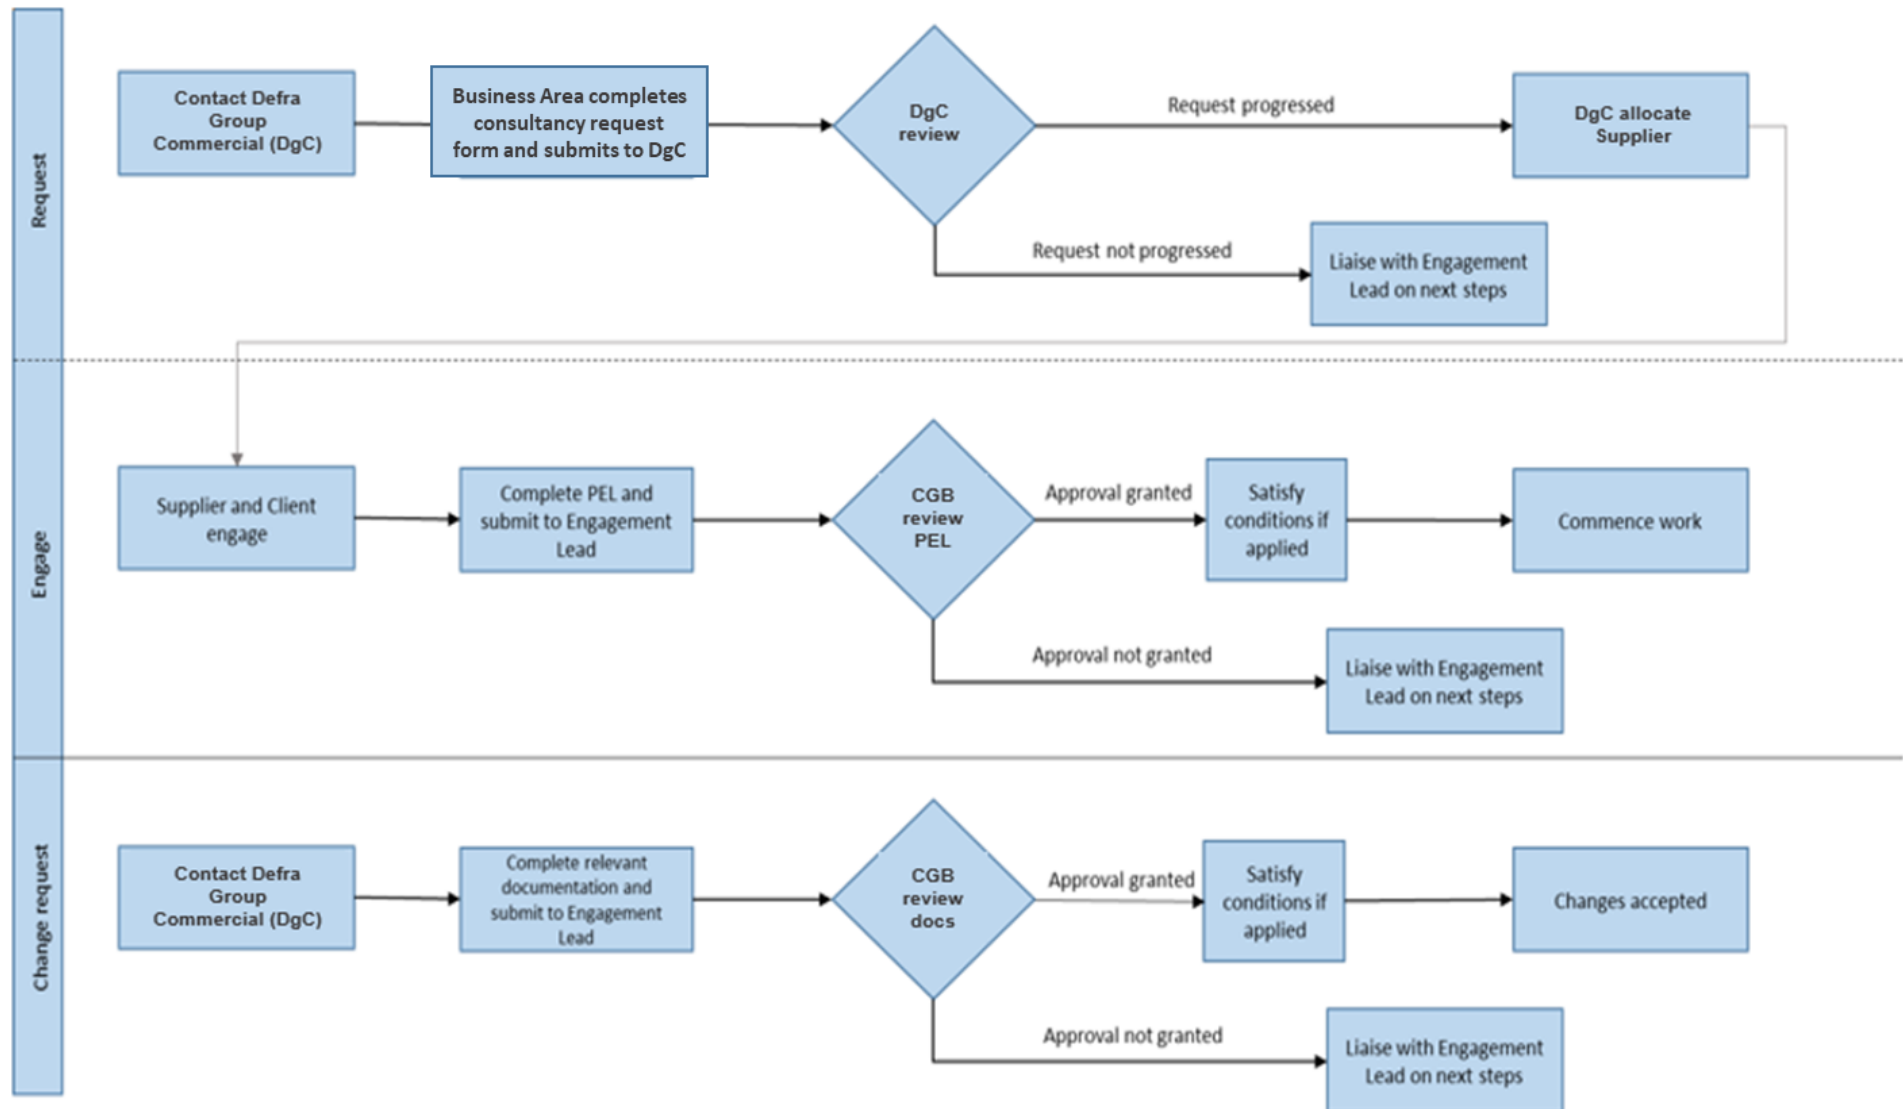 Request
Contact Defra
Group
Commercial (DgC)
Business Area completes
consultancy request
form and submits to DgC
DgC
review
Request progressed
DgC allocate
Supplier
Request not progressed
Liaise with Engagement
Lead on next steps
Engage
Supplier and Client
engage
Complete PEL and
submit to Engagement
Lead
CGB
review
PEL
Approval granted
Satisfy
conditions if
applied
Commence work
Approval not granted
Liaise with Engagement
Lead on next steps
Change request
Contact Defra
Group
Commercial (DgC)
Complete relevant
documentation and
submit to Engagement
Lead
CGB
review
docs
Approval granted
Satisfy
conditions if
applied
Changes accepted
Approval not granted
Liaise with Engagement
Lead on next steps